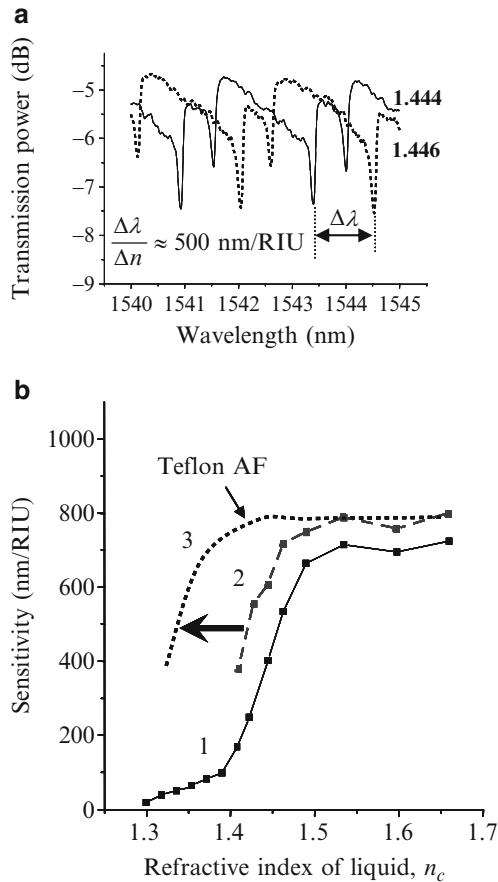 a
Transmission power (dB)
−5
−6
−7
−8
−9
1.444
1.446
Δλ
Δλ/Δn ≈ 500 nm/RIU
1540 1541 1542 1543 1544 1545
Wavelength (nm)
b
Sensitivity (nm/RIU)
1000
800
600
400
200
0
Teflon AF
3
2
1
1.3 1.4 1.5 1.6 1.7
Refractive index of liquid, n_c